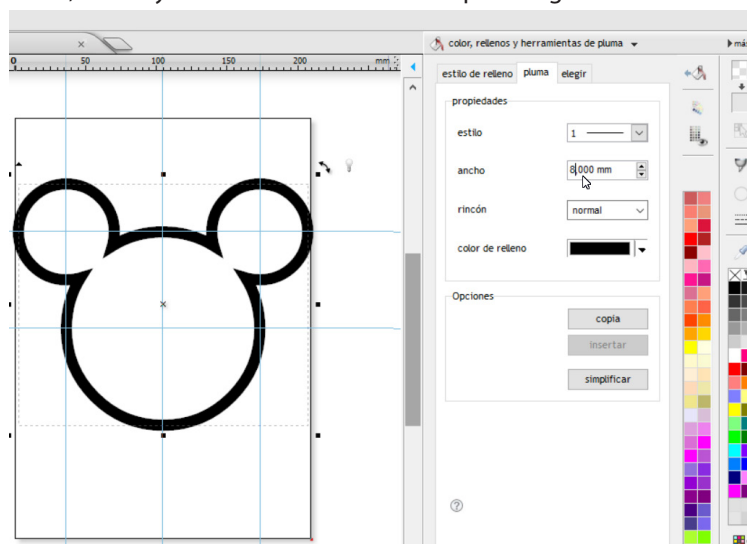 color, rellenos y herramientas de pluma
más
0 50 100 150 200 mm
estilo de relleno pluma elegir
propiedades
estilo 1
ancho 8,000 mm
rincón normal
color de relleno
Opciones
copia
insertar
simplificar